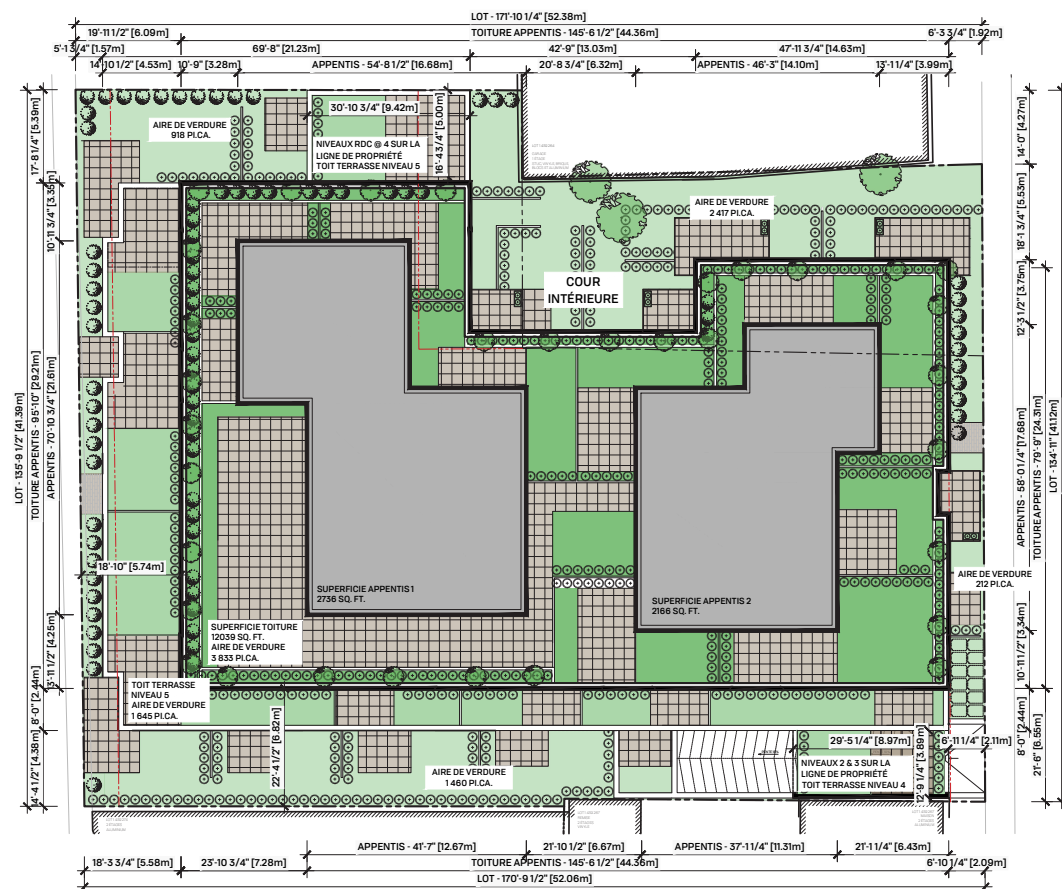 LOT - 171'-10 1/4" [52.38m]
19'-11 1/2" [6.09m]
TOITURE APPENTIS - 145'-6 1/2" [44.36m]
6'-3 3/4" [1.92m]
5'-1 3/4" [1.57m]
69'-8" [21.23m]
42'-9" [13.03m]
47'-11 3/4" [14.63m]
14'-10 1/2" [4.53m]
10'-9" [3.28m]
APPENTIS - 54'-8 1/2" [16.68m]
20'-8 3/4" [6.32m]
APPENTIS - 46'-3" [14.10m]
13'-11/4" [3.99m]
30'-10 3/4" [9.42m]
16'-4 3/4" [5.00m]
AIRE DE VERDURE
918 PI.CA.
NIVEAUX RDC @ 4 SUR LA
LIGNE DE PROPRIÉTÉ
TOIT TERRASSE NIVEAU 5
AIRE DE VERDURE
2 417 PI.CA.
COUR
INTÉRIEURE
17'-8 1/4" [5.39m]
10'-11 3/4" [3.35m]
LOT - 135'-9 1/2" [41.39m]
TOITURE APPENTIS - 95'-10" [29.21m]
APPENTIS - 70'-10 3/4" [21.61m]
14'-0" [4.27m]
18'-1 3/4" [5.53m]
12'-3 1/2" [3.75m]
APPENTIS - 58'-0 1/4" [17.68m]
TOITURE APPENTIS - 79'-9" [24.31m]
LOT - 134'-11" [41.12m]
18'-10" [5.74m]
SUPERFICIE APPENTIS 1
2736 SQ. FT.
SUPERFICIE APPENTIS 2
2166 SQ. FT.
AIRE DE VERDURE
212 PI.CA.
SUPERFICIE TOITURE
12039 SQ. FT.
AIRE DE VERDURE
3 833 PI.CA.
TOIT TERRASSE
NIVEAU 5
AIRE DE VERDURE
1 645 PI.CA.
8'-0" [2.44m]
10'-11 1/2" [3.34m]
8'-0" [2.44m]
21'-6" [6.55m]
22'-4 1/2" [6.82m]
29'-5 1/4" [8.97m]
6'-11 1/4" [2.11m]
12'-9 1/4" [3.89m]
AIRE DE VERDURE
1 460 PI.CA.
NIVEAUX 2 & 3 SUR LA
LIGNE DE PROPRIÉTÉ
TOIT TERRASSE NIVEAU 4
APPENTIS - 41'-7" [12.67m]
21'-10 1/2" [6.67m]
APPENTIS - 37'-11 4" [11.31m]
21'-1 1/4" [6.43m]
18'-3 3/4" [5.58m]
23'-10 3/4" [7.28m]
TOITURE APPENTIS - 145'-6 1/2" [44.36m]
6'-10 1/4" [2.09m]
LOT - 170'-9 1/2" [52.06m]